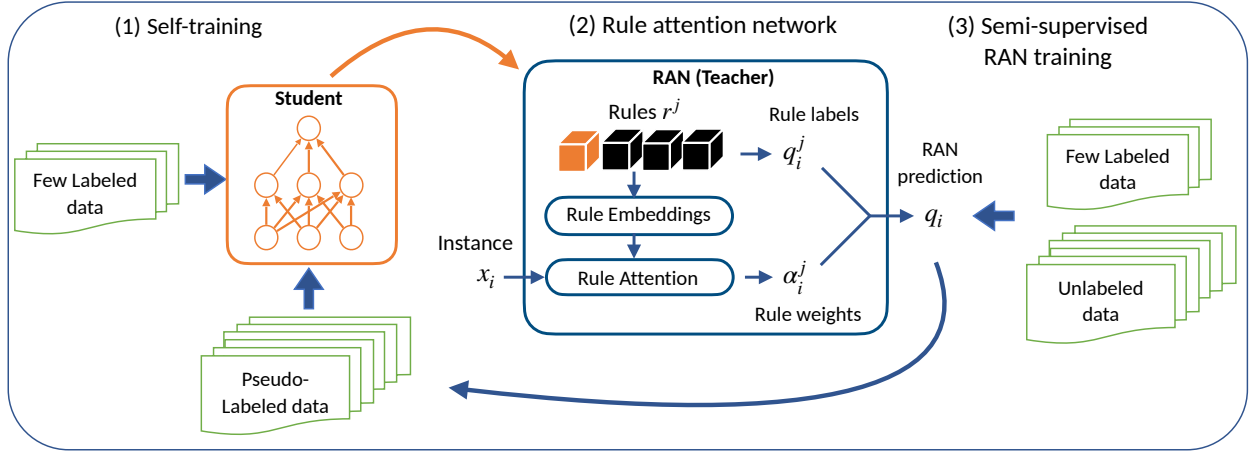 (1) Self-training
(2) Rule attention network
(3) Semi-supervised
RAN training
Student
RAN (Teacher)
Rules r^j
Rule labels
q_i^j
Few Labeled
data
Rule Embeddings
Instance
x_i
Rule Attention
α_i^j
Rule weights
RAN
prediction
q_i
Few Labeled
data
Unlabeled
data
Pseudo-
Labeled data